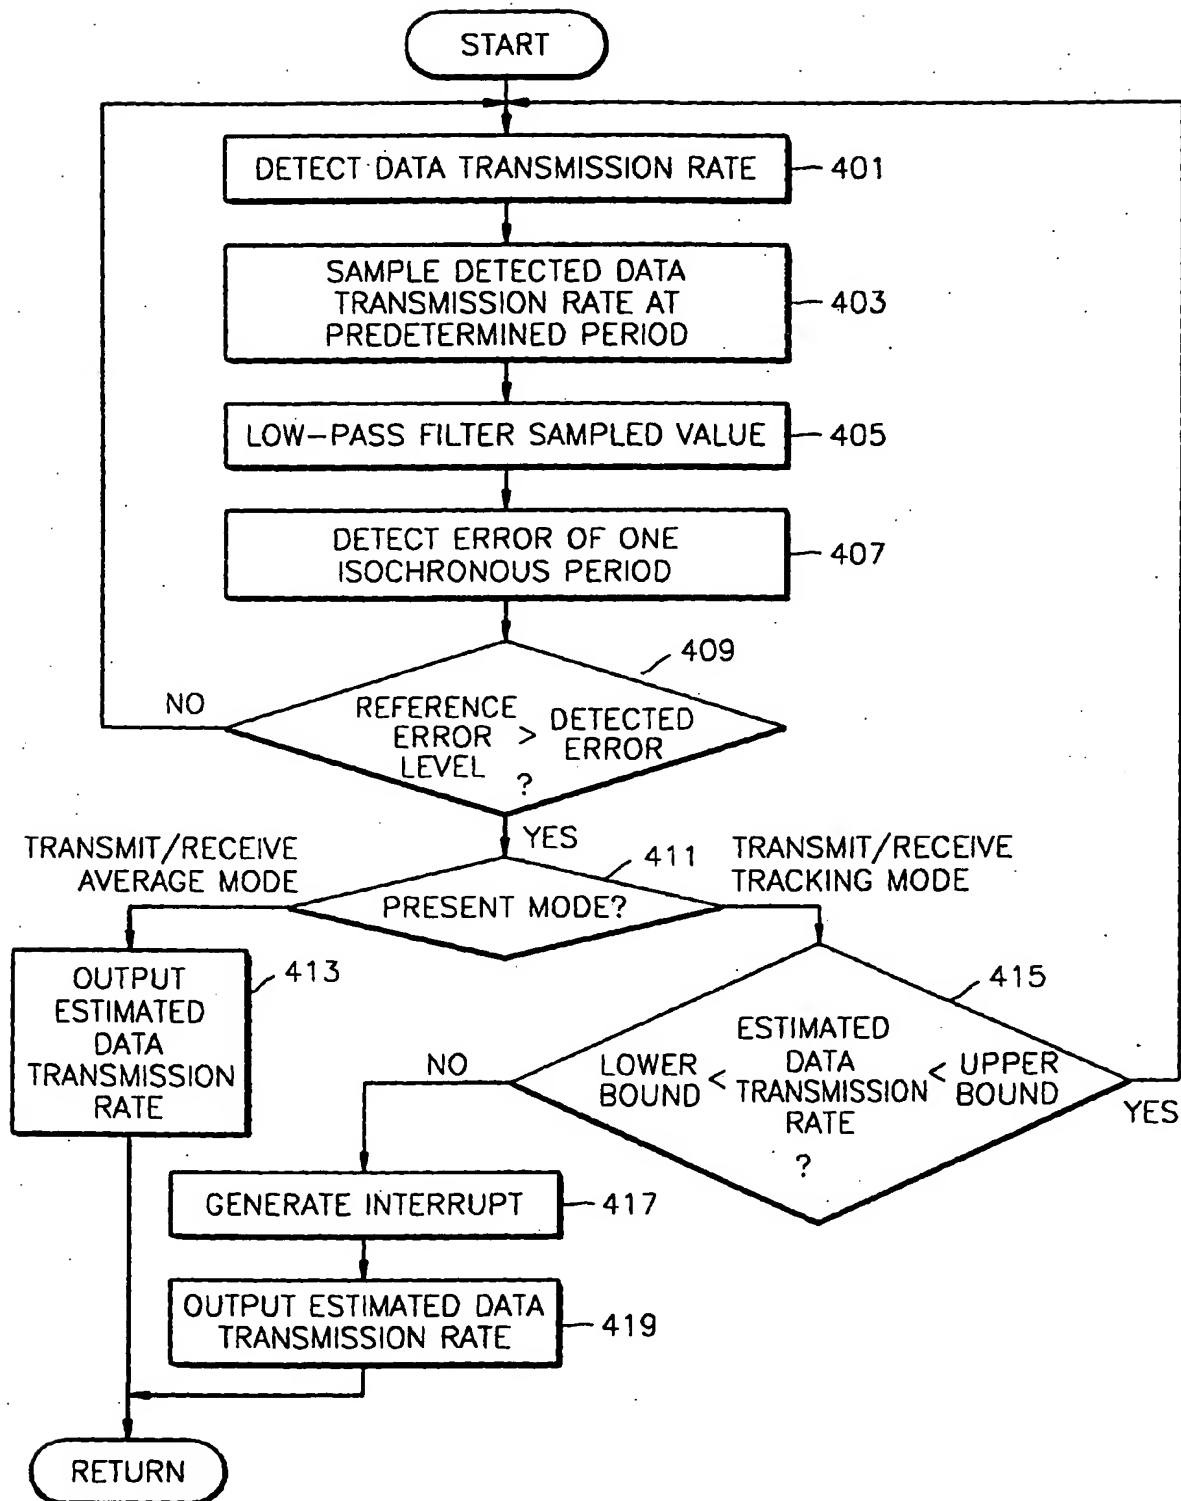 START
DETECT DATA TRANSMISSION RATE
401
SAMPLE DETECTED DATA
TRANSMISSION RATE AT
PREDETERMINED PERIOD
403
LOW-PASS FILTER SAMPLED VALUE
405
DETECT ERROR OF ONE
ISOCHRONOUS PERIOD
407
409
NO
REFERENCE
ERROR
LEVEL
>
DETECTED
ERROR
?
YES
TRANSMIT/RECEIVE
AVERAGE MODE
411
PRESENT MODE?
TRANSMIT/RECEIVE
TRACKING MODE
OUTPUT
ESTIMATED
DATA
TRANSMISSION
RATE
413
415
NO
LOWER
BOUND
<
ESTIMATED
DATA
TRANSMISSION
RATE
<
UPPER
BOUND
?
YES
GENERATE INTERRUPT
417
OUTPUT ESTIMATED DATA
TRANSMISSION RATE
419
RETURN